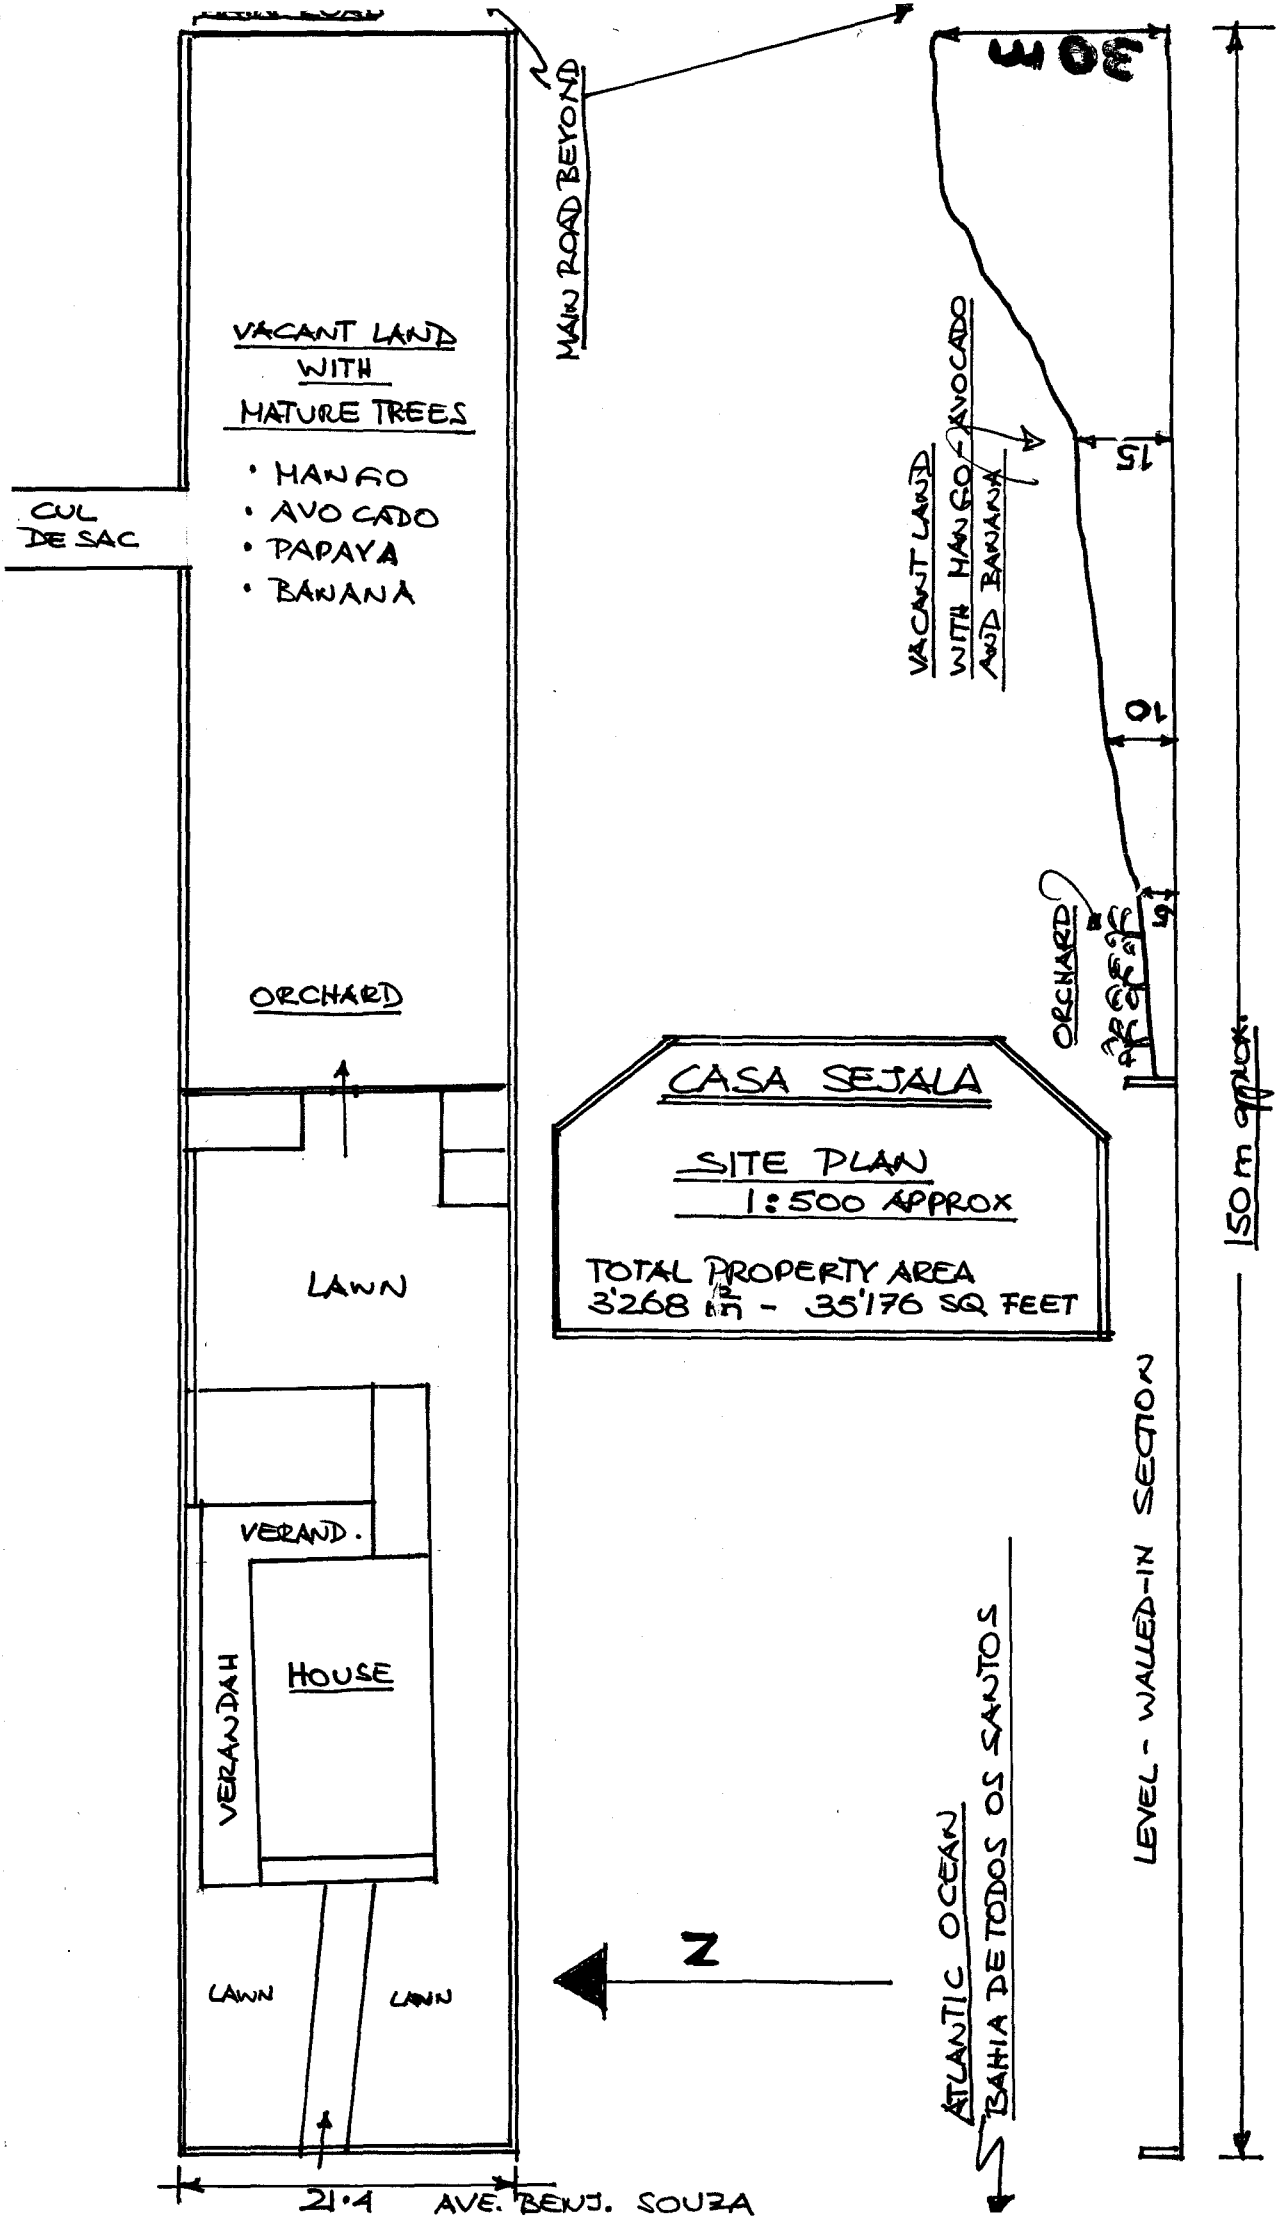 MAIN ROAD
MAIN ROAD BEYOND
30 m
VACANT LAND
WITH
MATURE TREES
• MANGO
• AVOCADO
• PAPAYA
• BANANA
CUL
DE SAC
VACANT LAND
WITH MANGO - AVOCADO
AND BANANA
15
10
ORCHARD
ORCHARD
CASA SEJALA
SITE PLAN
1:500 APPROX
TOTAL PROPERTY AREA
3'268 m² - 35'176 SQ FEET
150 m approx.
LAWN
VERAND.
VERANDAH
HOUSE
LEVEL - WALLED-IN SECTION
ATLANTIC OCEAN
BAHIA DE TODOS OS SANTOS
N
LAWN
LAWN
21.4
AVE. BENJ. SOUZA